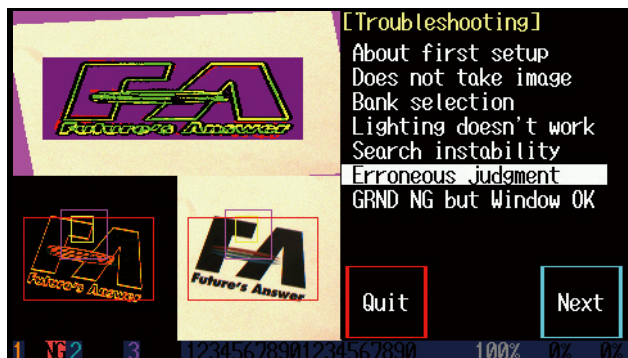 [Troubleshooting]
About first setup
Does not take image
Bank selection
Lighting doesn't work
Search instability
Erroneous judgment
GRND NG but Window OK
FA
Future's Answer
FA
Future's Answer
FA
Future's Answer
Quit
Next
1 NG 2 3 12345678901234567890 100% 0% 0%